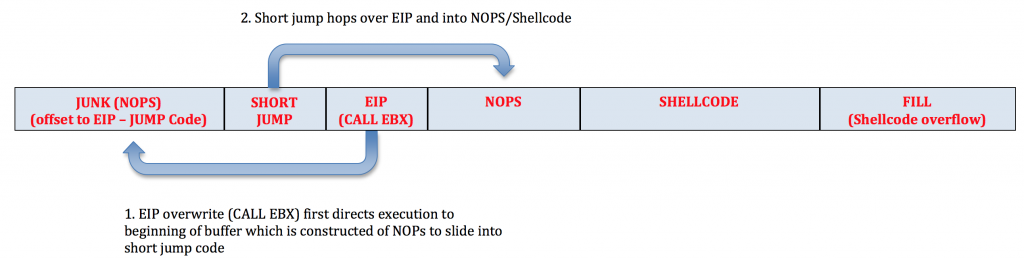 2. Short jump hops over EIP and into NOPS/Shellcode
JUNK (NOPS)
(offset to EIP – JUMP Code)
SHORT
JUMP
EIP
(CALL EBX)
NOPS
SHELLCODE
FILL
(Shellcode overflow)
1. EIP overwrite (CALL EBX) first directs execution to
beginning of buffer which is constructed of NOPs to slide into
short jump code